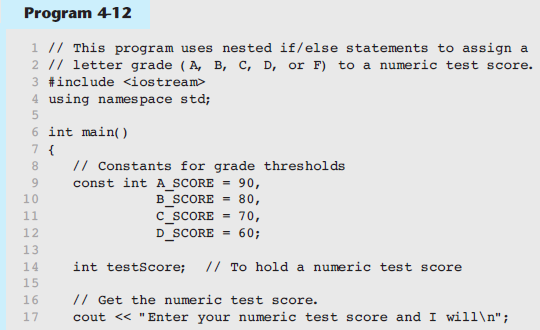 Program 4-12
1 // This program uses nested if/else statements to assign a
2 // letter grade (A, B, C, D, or F) to a numeric test score.
3 #include <iostream>
4 using namespace std;
5
6 int main()
7 {
8 // Constants for grade thresholds
9 const int A_SCORE = 90,
10 B_SCORE = 80,
11 C_SCORE = 70,
12 D_SCORE = 60;
13
14 int testScore; // To hold a numeric test score
15
16 // Get the numeric test score.
17 cout << "Enter your numeric test score and I will\n";